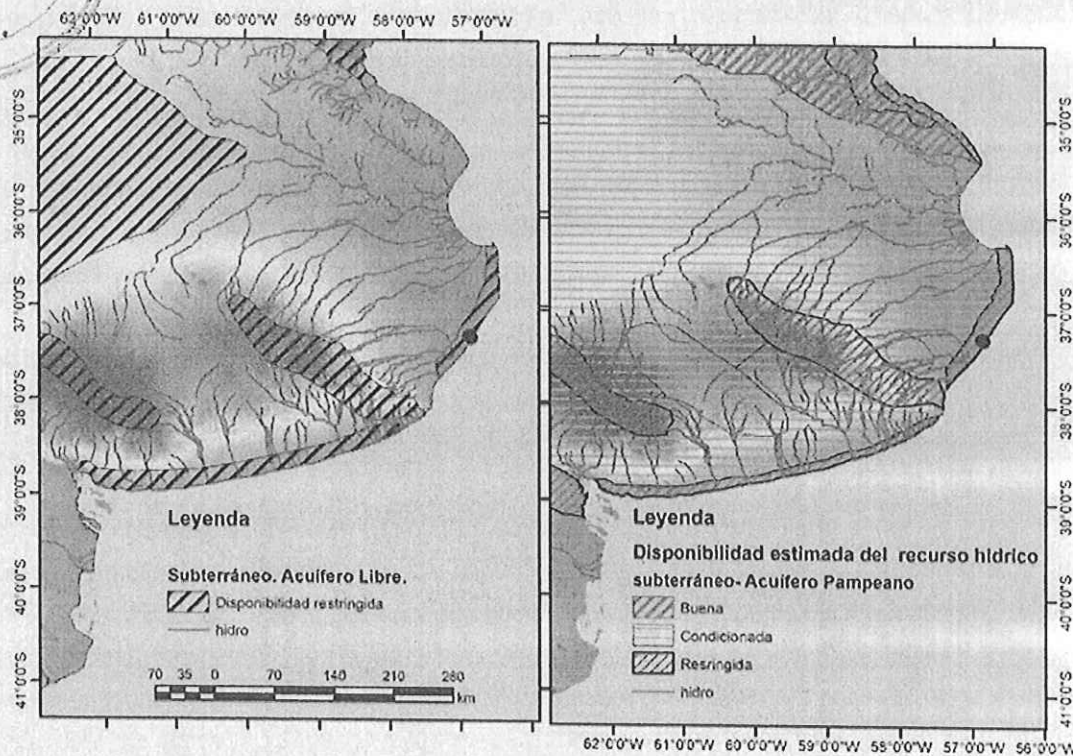 62°0'0"W 61°0'0"W 60°0'0"W 59°0'0"W 58°0'0"W 57°0'0"W
35°0'0"S
36°0'0"S
37°0'0"S
38°0'0"S
39°0'0"S
40°0'0"S
41°0'0"S
Leyenda
Subterráneo. Acuífero Libre.
Disponibilidad restringida
hidro
70 35 0 70 140 210 280
km
35°0'0"S
36°0'0"S
37°0'0"S
38°0'0"S
39°0'0"S
40°0'0"S
41°0'0"S
Leyenda
Disponibilidad estimada del recurso hídrico
subterráneo- Acuífero Pampeano
Buena
Condicionada
Resringida
hidro
62°0'0"W 61°0'0"W 60°0'0"W 59°0'0"W 58°0'0"W 57°0'0"W 56°0'0"W